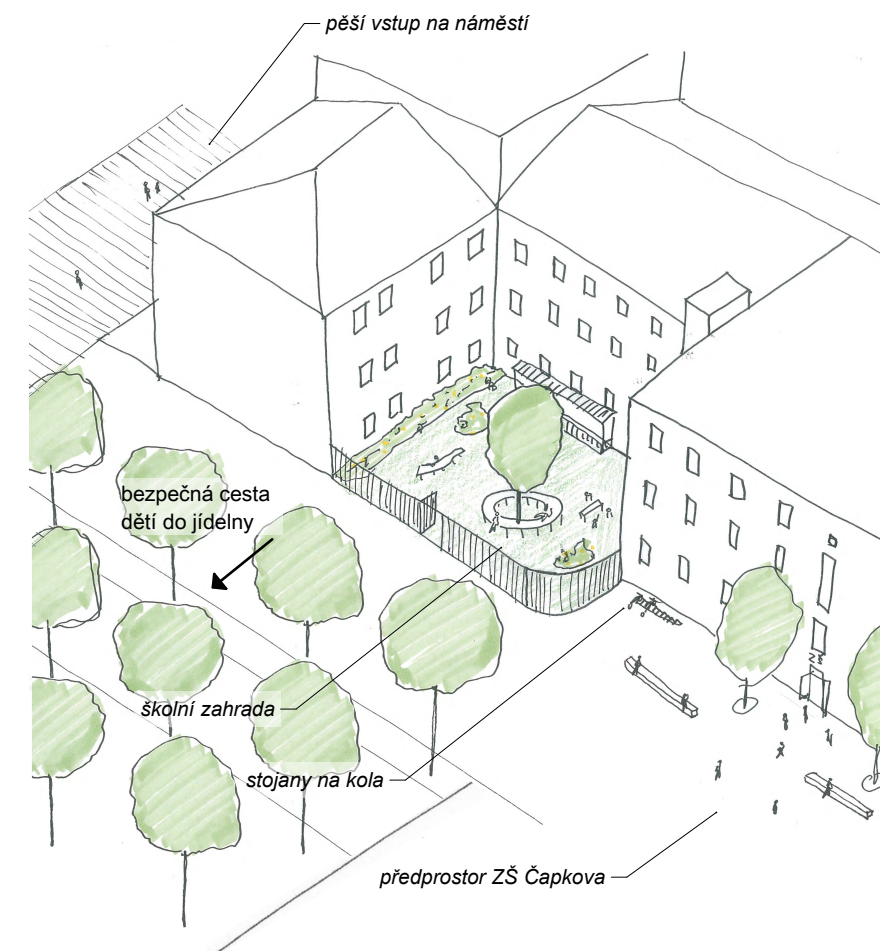 pěší vstup na náměstí
bezpečná cesta
dětí do jídelny
ZŠ
školní zahrada
stojany na kola
předprostor ZŠ Čapkova